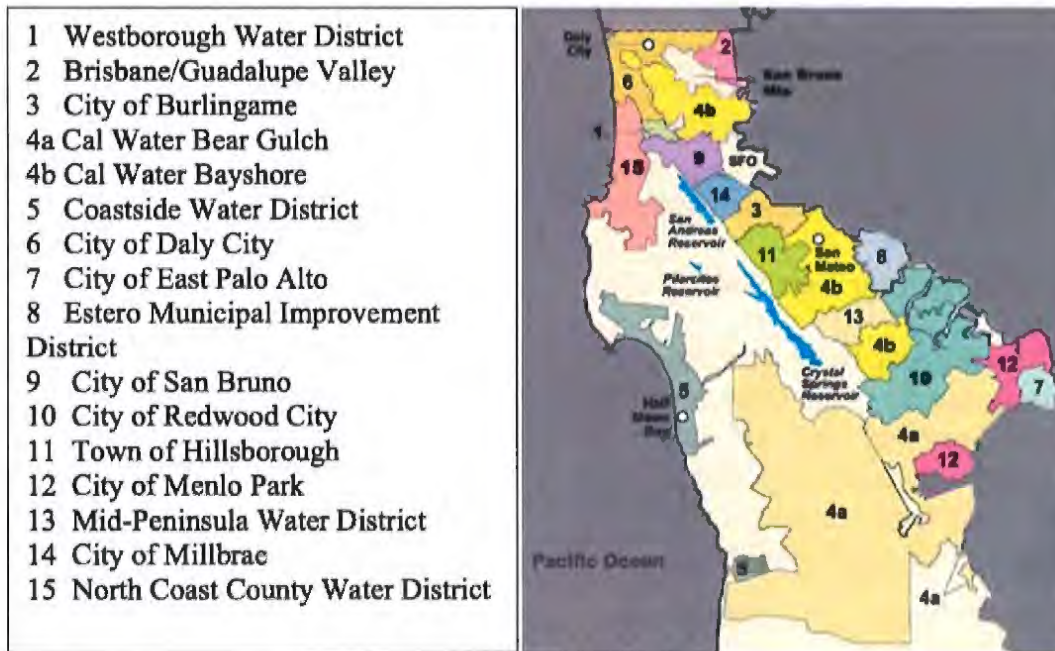 1 Westborough Water District
2 Brisbane/Guadalupe Valley
3 City of Burlingame
4a Cal Water Bear Gulch
4b Cal Water Bayshore
5 Coastside Water District
6 City of Daly City
7 City of East Palo Alto
8 Estero Municipal Improvement
District
9 City of San Bruno
10 City of Redwood City
11 Town of Hillsborough
12 City of Menlo Park
13 Mid-Peninsula Water District
14 City of Millbrae
15 North Coast County Water District
Daly
City
2
San Bruno
Mtn
6
4b
1
15
9
SFO
14
3
San
Andreas
Reservoir
11
San
Mateo
8
Pilarcitos
Reservoir
4b
13
4b
Crystal
Springs
Reservoir
10
12
7
5
Half
Moon
Bay
4a
12
4a
Pacific Ocean
5
4a